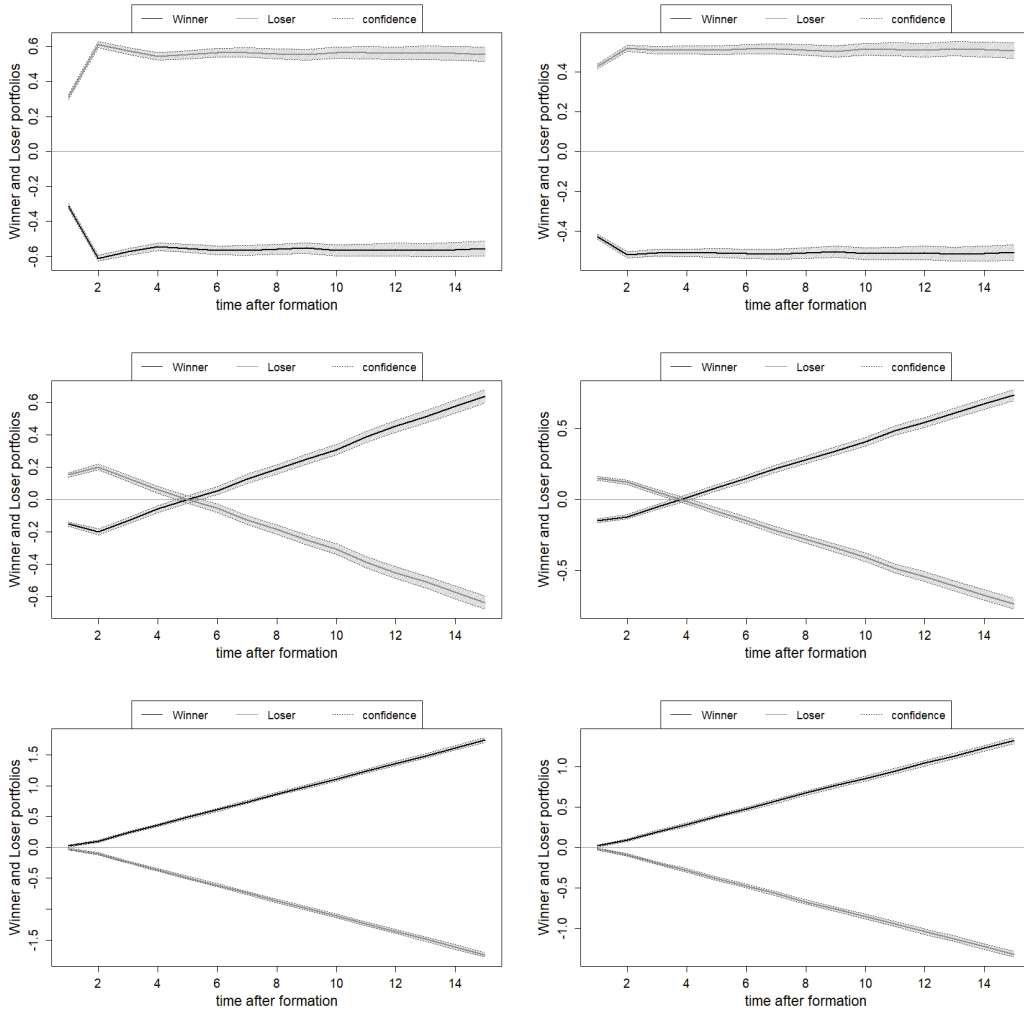 Winner Loser confidence
Winner and Loser portfolios
0.6
0.4
0.2
0.0
-0.2
-0.4
-0.6
2 4 6 8 10 12 14
time after formation
Winner Loser confidence
Winner and Loser portfolios
0.4
0.2
0.0
-0.2
-0.4
2 4 6 8 10 12 14
time after formation
Winner Loser confidence
Winner and Loser portfolios
0.6
0.4
0.2
0.0
-0.2
-0.4
-0.6
2 4 6 8 10 12 14
time after formation
Winner Loser confidence
Winner and Loser portfolios
0.5
0.0
-0.5
2 4 6 8 10 12 14
time after formation
Winner Loser confidence
Winner and Loser portfolios
1.5
1.0
0.5
0.0
-0.5
-1.5
2 4 6 8 10 12 14
time after formation
Winner Loser confidence
Winner and Loser portfolios
1.0
0.5
0.0
-0.5
-1.0
2 4 6 8 10 12 14
time after formation